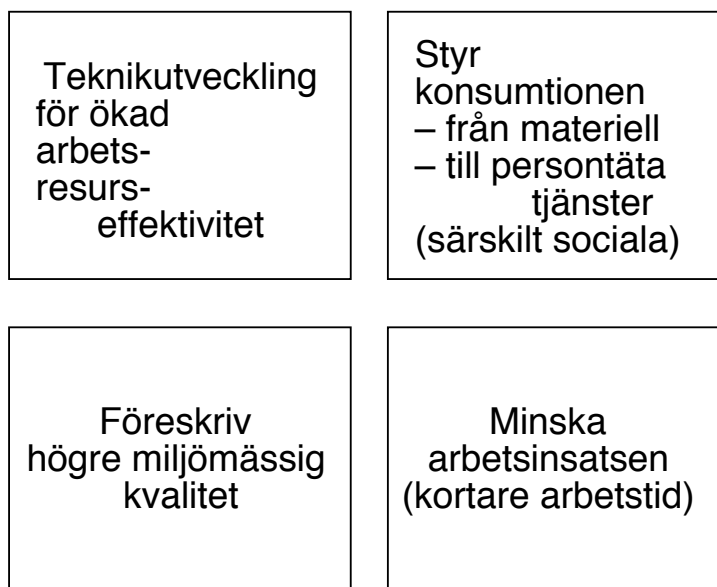 Teknikutveckling
för ökad
arbets-
resurs-
effektivitet
Styr
konsumtionen
– från materiell
– till persontäta
tjänster
(särskilt sociala)
Föreskriv
högre miljömässig
kvalitet
Minska
arbetsinsatsen
(kortare arbetstid)